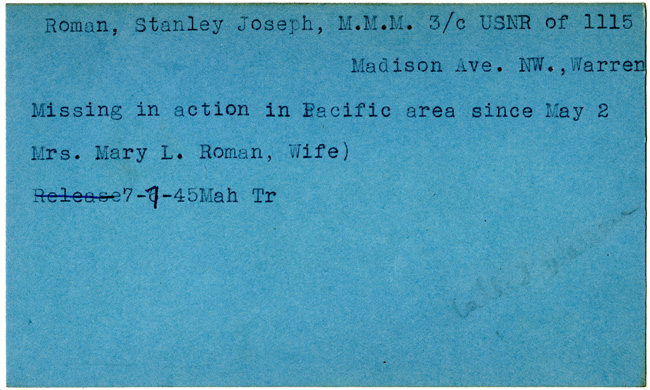 Roman, Stanley Joseph, M.M.M. 3/c USNR of 1115
Madison Ave. NW.,Warren
Missing in action in Pacific area since May 2
Mrs. Mary L. Roman, Wife)
Release7-7-45Mah Tr